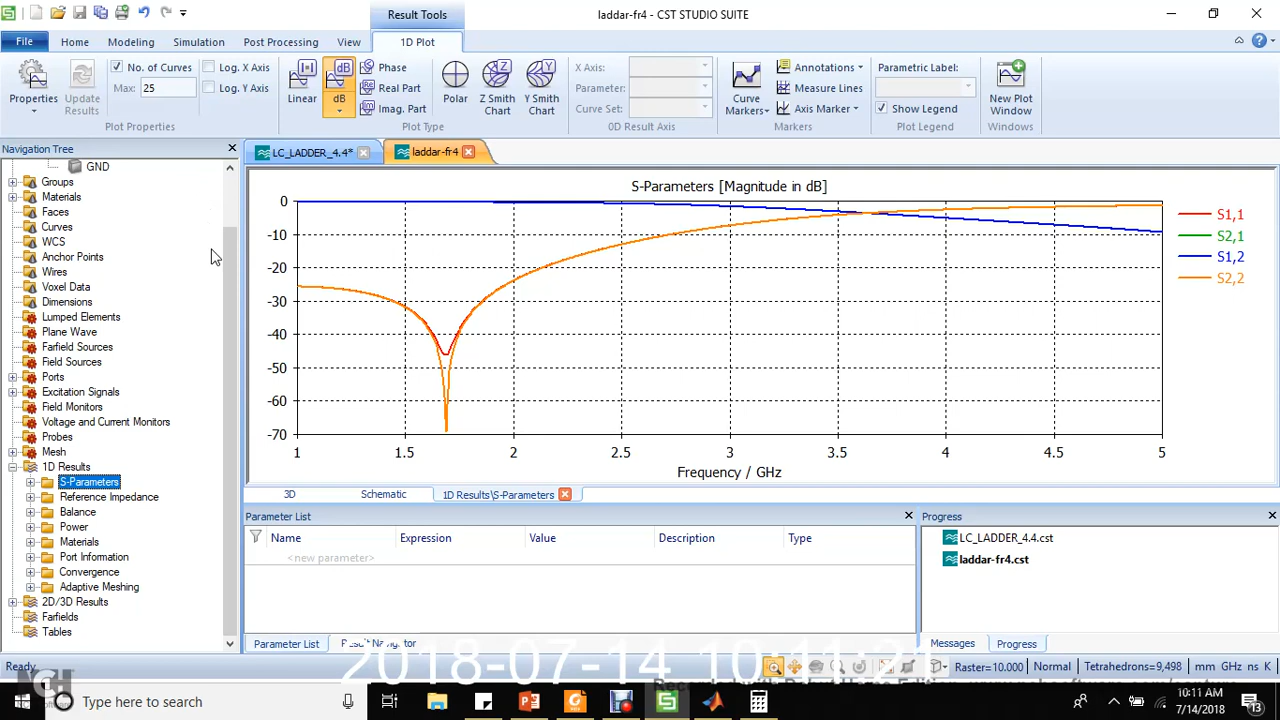 Result Tools
laddar-fr4 - CST STUDIO SUITE
File
Home
Modeling
Simulation
Post Processing
View
1D Plot
Properties
Update Results
No. of Curves
Max: 25
Log. X Axis
Log. Y Axis
Plot Properties
Linear
dB
Phase
Real Part
Imag. Part
Polar
Z Smith Chart
Y Smith Chart
Plot Type
X Axis:
Parameter:
Curve Set:
0D Result Axis
Curve Markers
Annotations
Measure Lines
Axis Marker
Markers
Parametric Label:
Show Legend
Plot Legend
New Plot Window
Windows
Navigation Tree
GND
Groups
Materials
Faces
Curves
WCS
Anchor Points
Wires
Voxel Data
Dimensions
Lumped Elements
Plane Wave
Farfield Sources
Field Sources
Ports
Excitation Signals
Field Monitors
Voltage and Current Monitors
Probes
Mesh
1D Results
S-Parameters
Reference Impedance
Balance
Power
Materials
Port Information
Convergence
Adaptive Meshing
2D/3D Results
Farfields
Tables
LC_LADDER_4.4*
laddar-fr4
S-Parameters [Magnitude in dB]
0
-10
-20
-30
-40
-50
-60
-70
1 1.5 2 2.5 3 3.5 4 4.5 5
Frequency / GHz
S1,1
S2,1
S1,2
S2,2
3D
Schematic
1D Results\S-Parameters
Parameter List
Name Expression Value Description Type
<new parameter>
Parameter List
Progress
LC_LADDER_4.4.cst
laddar-fr4.cst
Messages
Progress
Ready
Raster=10.000 Normal Tetrahedrons=9,498 mm GHz ns K
Type here to search
10:11 AM
7/14/2018
13